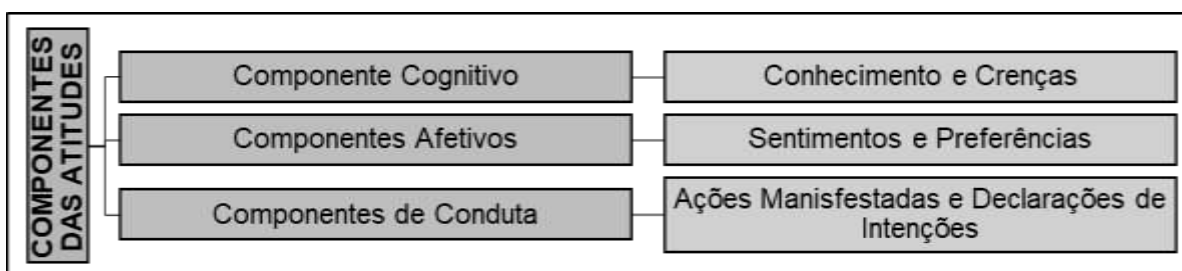 COMPONENTES
DAS ATITUDES
Componente Cognitivo
Conhecimento e Crenças
Componentes Afetivos
Sentimentos e Preferências
Componentes de Conduta
Ações Manisfestadas e Declarações de
Intenções